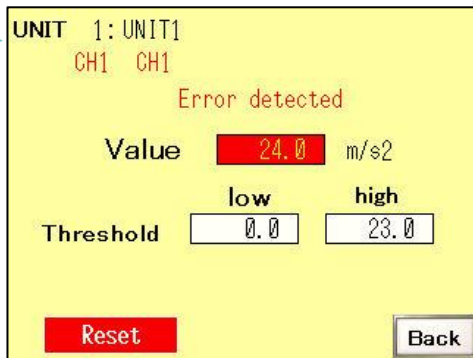 UNIT 1:UNIT1
CH1 CH1
Error detected
Value 24.0 m/s2
low high
Threshold 0.0 23.0
Reset Back